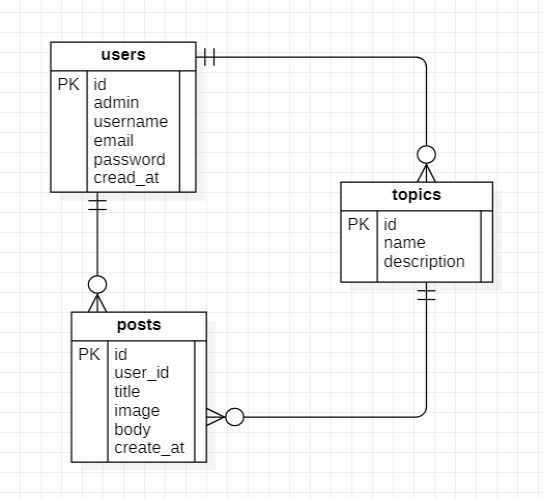 users
PK id
admin
username
email
password
cread_at
topics
PK id
name
description
posts
PK id
user_id
title
image
body
create_at